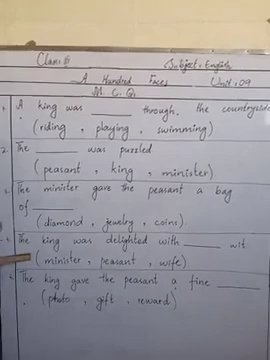 Class: 5 Subject: English
A Hundred Faces Unit: 09
M. C. Qs
1. A king was ______ through the countryside
(riding, playing, swimming)
2. The ______ was puzzled
(peasant, king, minister)
The minister gave the peasant a bag
of ______
(diamond, jewelry, coins)
The king was delighted with ______ wit
(minister, peasant, wife)
The king gave the peasant a fine ______
(photo, gift, reward)